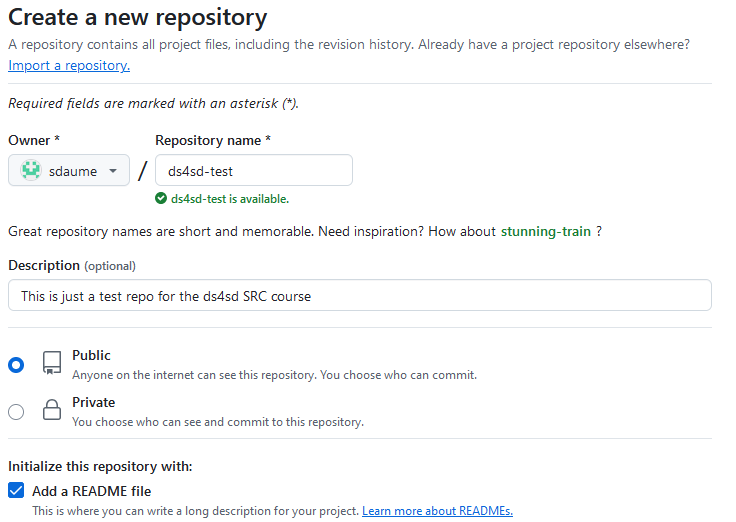 Create a new repository
A repository contains all project files, including the revision history. Already have a project repository elsewhere?
Import a repository.
Required fields are marked with an asterisk (*).
Owner * Repository name *
sdaume / ds4sd-test
ds4sd-test is available.
Great repository names are short and memorable. Need inspiration? How about stunning-train ?
Description (optional)
This is just a test repo for the ds4sd SRC course
Public
Anyone on the internet can see this repository. You choose who can commit.
Private
You choose who can see and commit to this repository.
Initialize this repository with:
Add a README file
This is where you can write a long description for your project. Learn more about READMEs.